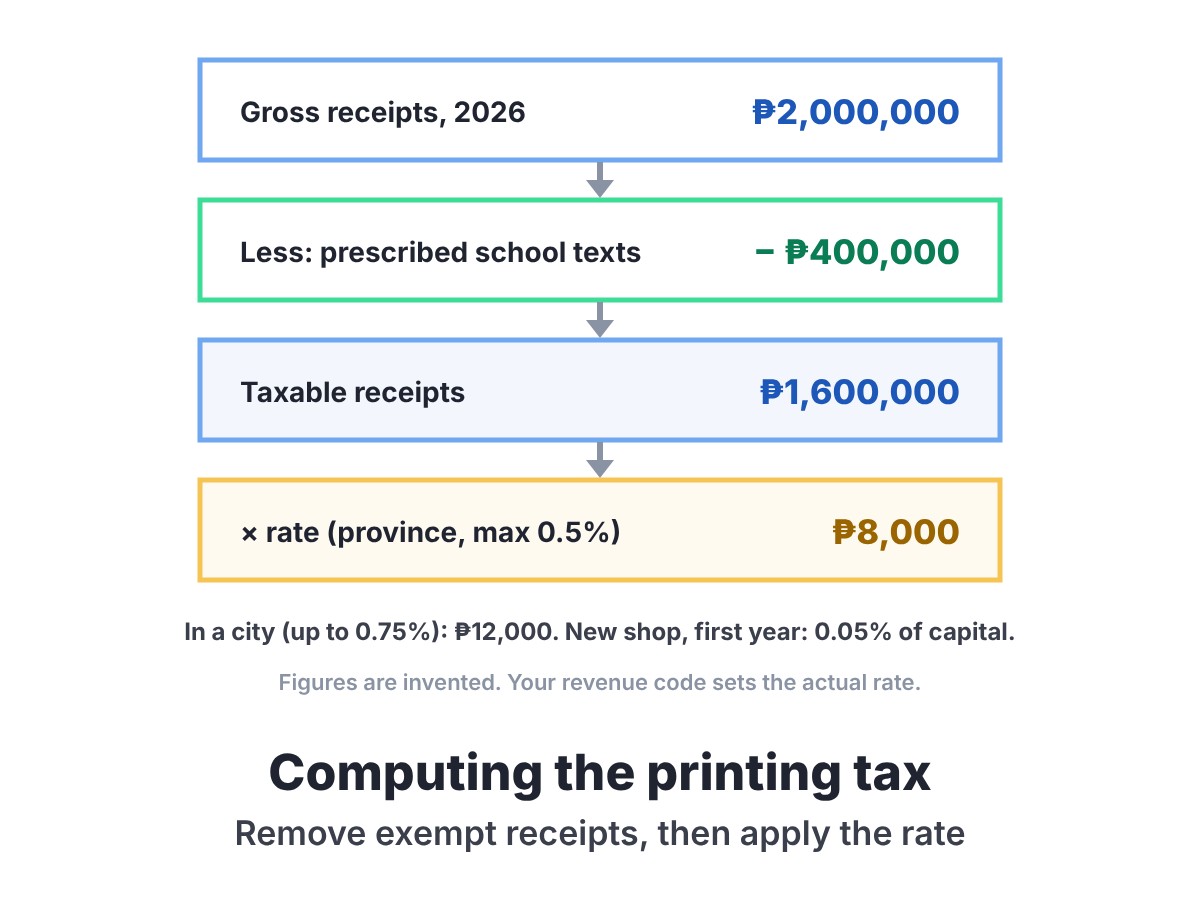 Gross receipts, 2026 ₱2,000,000
Less: prescribed school texts − ₱400,000
Taxable receipts ₱1,600,000
× rate (province, max 0.5%) ₱8,000
In a city (up to 0.75%): ₱12,000. New shop, first year: 0.05% of capital.
Figures are invented. Your revenue code sets the actual rate.
Computing the printing tax
Remove exempt receipts, then apply the rate